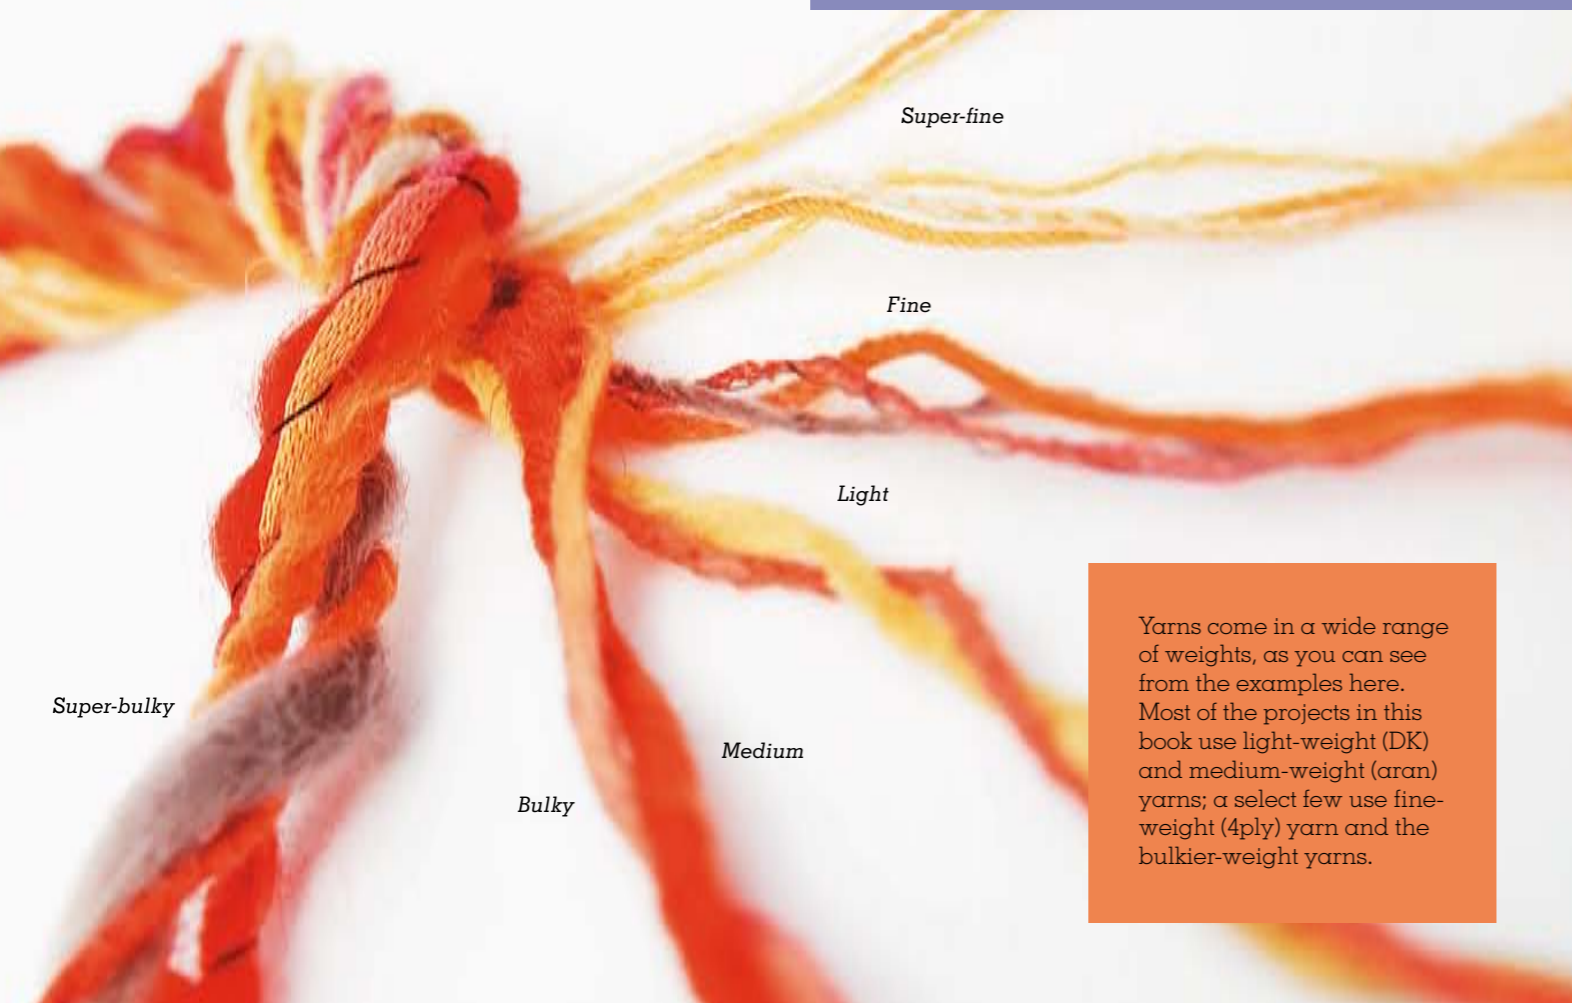 Super-fine
Fine
Light
Super-bulky
Medium
Bulky
Yarns come in a wide range
of weights, as you can see
from the examples here.
Most of the projects in this
book use light-weight (DK)
and medium-weight (aran)
yarns; a select few use fine-
weight (4ply) yarn and the
bulkier-weight yarns.